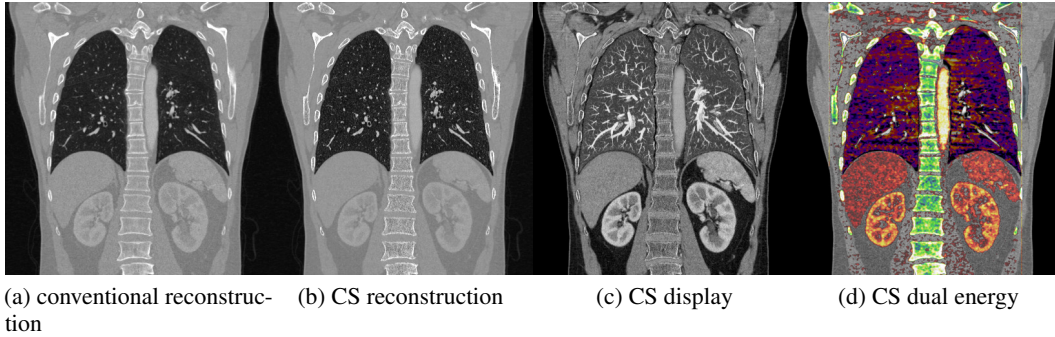 (a) conventional reconstruc-
tion
(b) CS reconstruction
(c) CS display
(d) CS dual energy